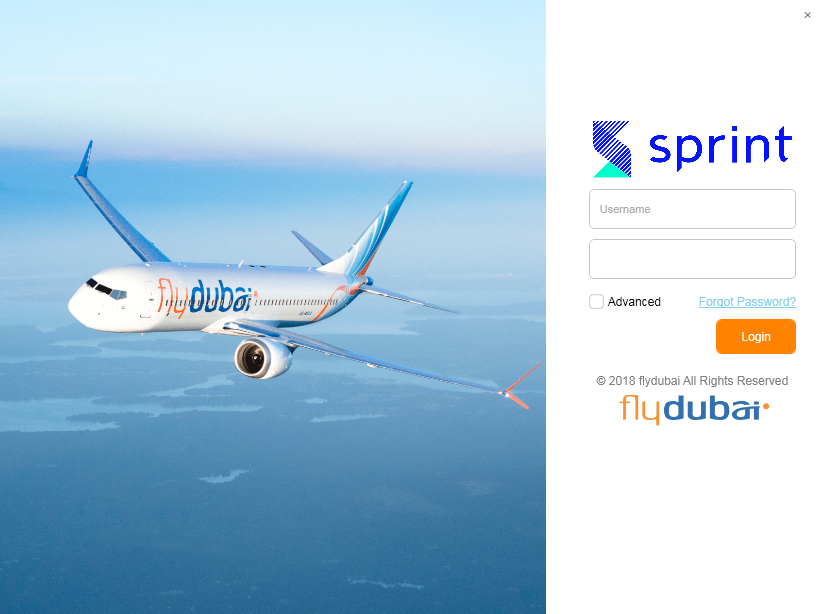 flydubai
sprint
Username
Advanced
Forgot Password?
Login
© 2018 flydubai All Rights Reserved
flydubai